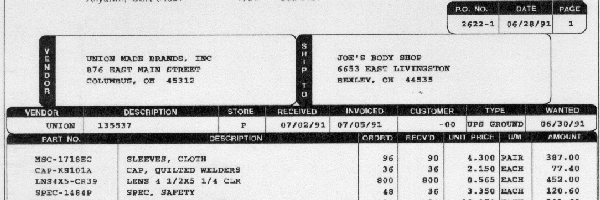 P.O. NO. DATE PAGE
2622-1 06/28/91 1
VENDOR
UNION MADE BRANDS, INC
876 EAST MAIN STREET
COLUMBUS, OH 45312
SHIP TO
JOE'S BODY SHOP
6653 EAST LIVINGSTON
BEXLEY, OH 44535
VENDOR DESCRIPTION STORE RECEIVED INVOICED CUSTOMER TYPE WANTED
UNION 135537 P 07/02/91 07/05/91 -00 UPS GROUND 06/30/91
PART NO. DESCRIPTION ORDER'D RECV'D UNIT PRICE U/M AMOUNT
MSC-1718EC SLEEVES, CLOTH 96 90 4.300 PAIR 387.00
CAP-KS101A CAP, QUILTED WELDERS 36 36 2.150 EACH 77.40
LNS4X5-CH39 LENS 4 1/2X5 1/4 CLR 800 800 0.565 EACH 452.00
SPEC-1484P SPEC, SAFETY 48 36 3.350 EACH 120.60